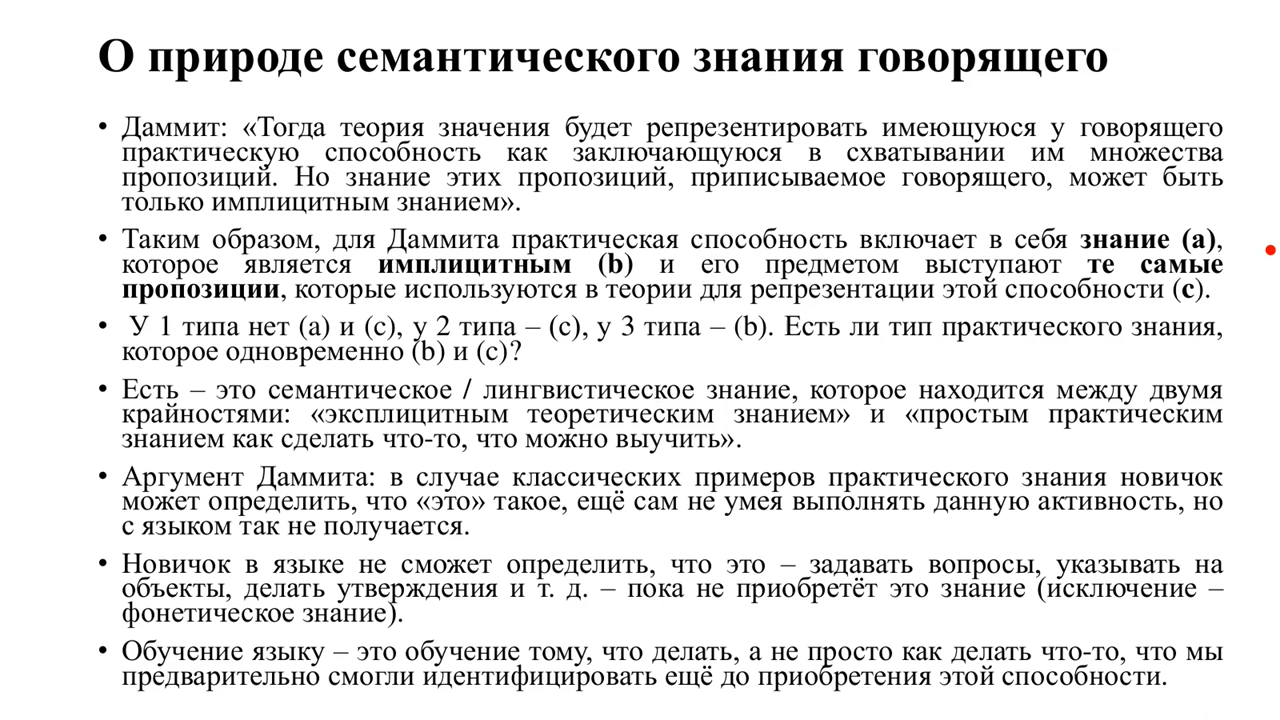 О природе семантического знания говорящего
• Даммит: «Тогда теория значения будет репрезентировать имеющуюся у говорящего
практическую способность как заключающуюся в схватывании им множества
пропозиций. Но знание этих пропозиций, приписываемое говорящего, может быть
только имплицитным знанием».
• Таким образом, для Даммита практическая способность включает в себя знание (a),
которое является имплицитным (b) и его предметом выступают те самые
пропозиции, которые используются в теории для репрезентации этой способности (c).
• У 1 типа нет (a) и (c), у 2 типа – (c), у 3 типа – (b). Есть ли тип практического знания,
которое одновременно (b) и (c)?
• Есть – это семантическое / лингвистическое знание, которое находится между двумя
крайностями: «эксплицитным теоретическим знанием» и «простым практическим
знанием как сделать что-то, что можно выучить».
• Аргумент Даммита: в случае классических примеров практического знания новичок
может определить, что «это» такое, ещё сам не умея выполнять данную активность, но
с языком так не получается.
• Новичок в языке не сможет определить, что это – задавать вопросы, указывать на
объекты, делать утверждения и т. д. – пока не приобретёт это знание (исключение –
фонетическое знание).
• Обучение языку – это обучение тому, что делать, а не просто как делать что-то, что мы
предварительно смогли идентифицировать ещё до приобретения этой способности.